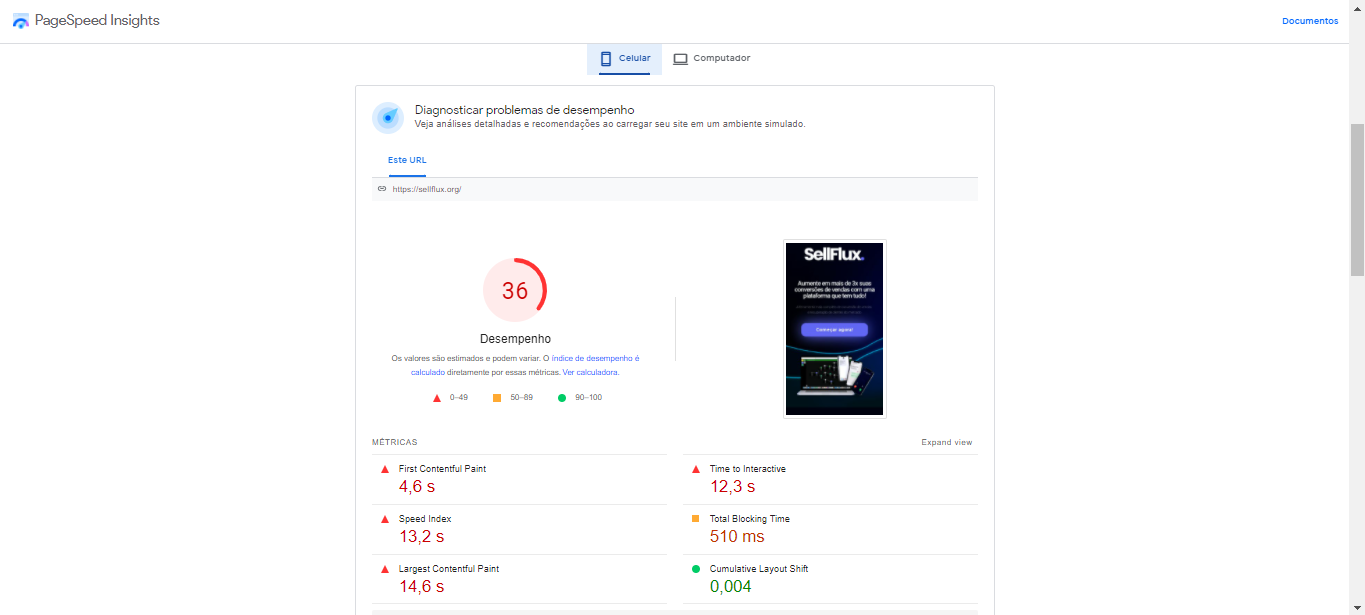 PageSpeed Insights
Documentos
Celular
Computador
Diagnosticar problemas de desempenho
Veja análises detalhadas e recomendações ao carregar seu site em um ambiente simulado.
Este URL
https://sellflux.org/
36
Desempenho
Os valores são estimados e podem variar. O índice de desempenho é
calculado diretamente por essas métricas. Ver calculadora.
0–49
50–89
90–100
SellFlux.
Aumente em mais de 3x suas
conversões de vendas com uma
plataforma que tem tudo!
Começar agora!
MÉTRICAS
Expand view
First Contentful Paint
4,6 s
Time to Interactive
12,3 s
Speed Index
13,2 s
Total Blocking Time
510 ms
Largest Contentful Paint
14,6 s
Cumulative Layout Shift
0,004